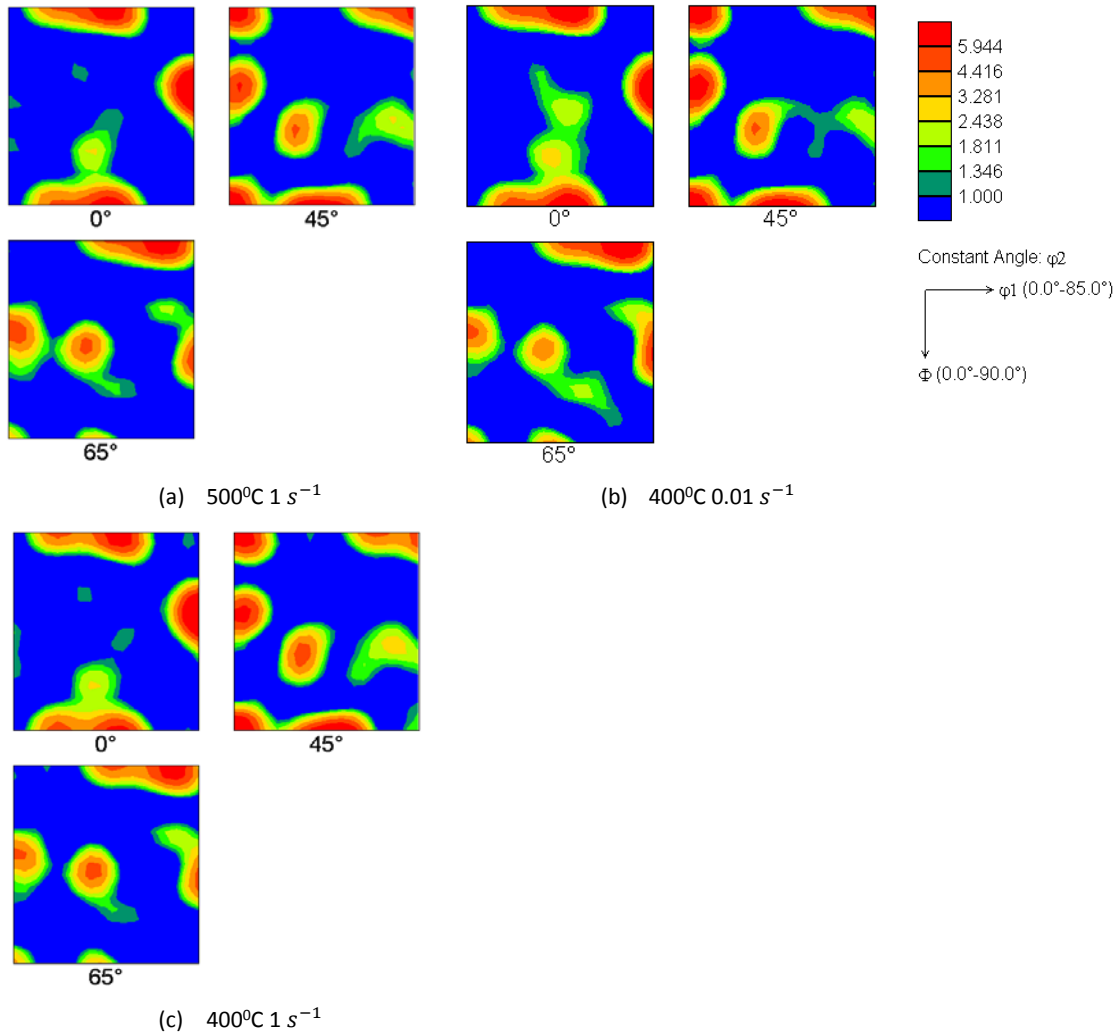 0°
45°
65°
(a) 500⁰C 1 s⁻¹
0°
45°
65°
(b) 400⁰C 0.01 s⁻¹
5.944
4.416
3.281
2.438
1.811
1.346
1.000
Constant Angle: φ2
φ1 (0.0°-85.0°)
Φ (0.0°-90.0°)
0°
45°
65°
(c) 400⁰C 1 s⁻¹